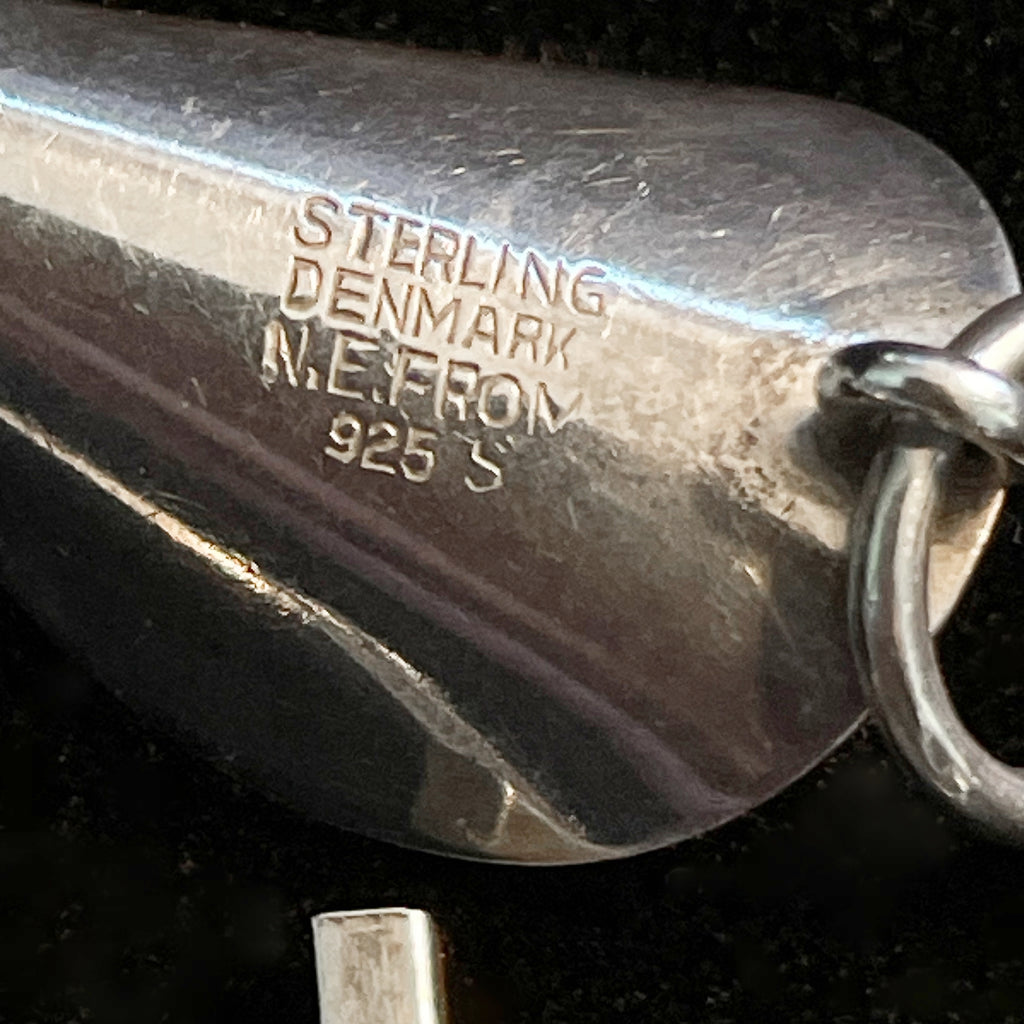 STERLING
DENMARK
N.E.FROM
925 S